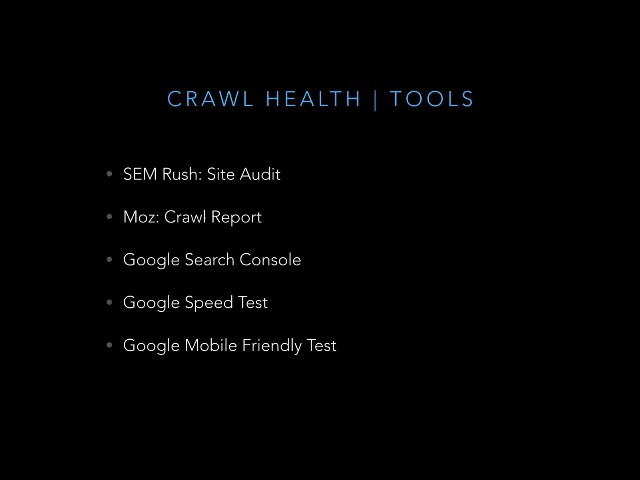 CRAWL HEALTH | TOOLS
• SEM Rush: Site Audit
• Moz: Crawl Report
• Google Search Console
• Google Speed Test
• Google Mobile Friendly Test